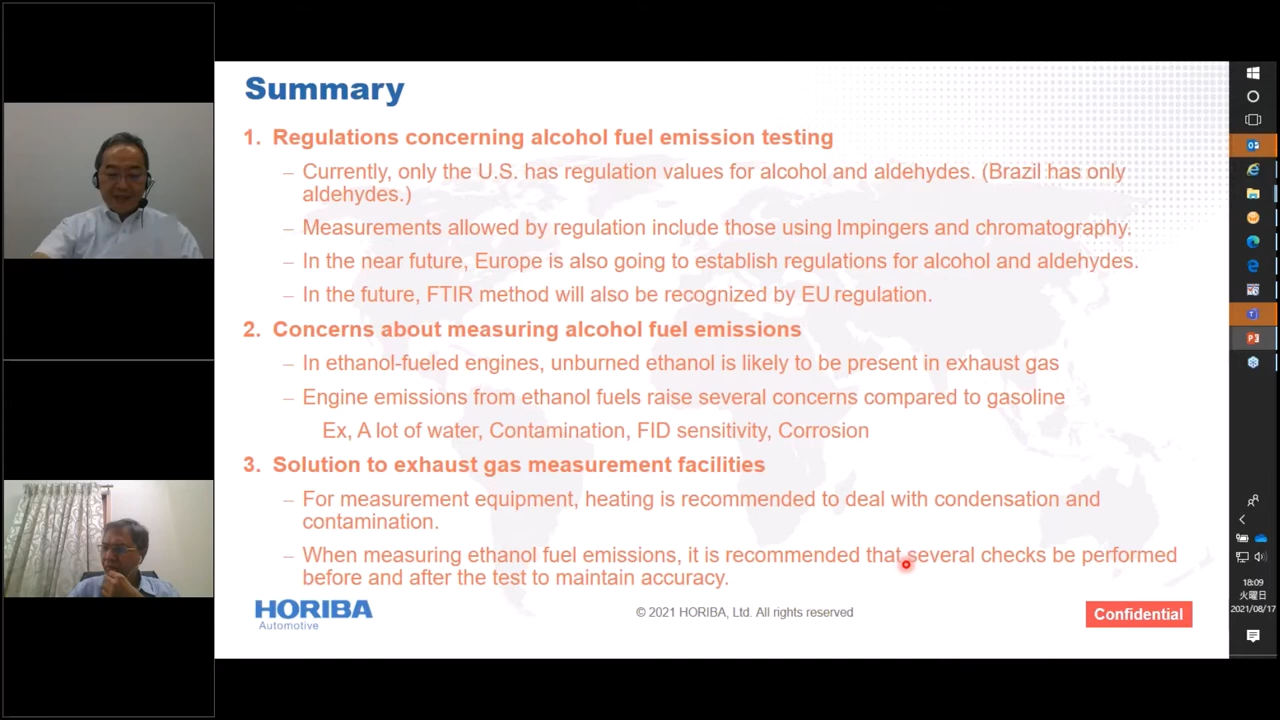 Summary
1. Regulations concerning alcohol fuel emission testing
– Currently, only the U.S. has regulation values for alcohol and aldehydes. (Brazil has only
aldehydes.)
– Measurements allowed by regulation include those using Impingers and chromatography.
– In the near future, Europe is also going to establish regulations for alcohol and aldehydes.
– In the future, FTIR method will also be recognized by EU regulation.
2. Concerns about measuring alcohol fuel emissions
– In ethanol-fueled engines, unburned ethanol is likely to be present in exhaust gas
– Engine emissions from ethanol fuels raise several concerns compared to gasoline
Ex, A lot of water, Contamination, FID sensitivity, Corrosion
3. Solution to exhaust gas measurement facilities
– For measurement equipment, heating is recommended to deal with condensation and
contamination.
– When measuring ethanol fuel emissions, it is recommended that several checks be performed
before and after the test to maintain accuracy.
HORIBA
Automotive
© 2021 HORIBA, Ltd. All rights reserved
Confidential
18:09
火曜日
2021/08/17